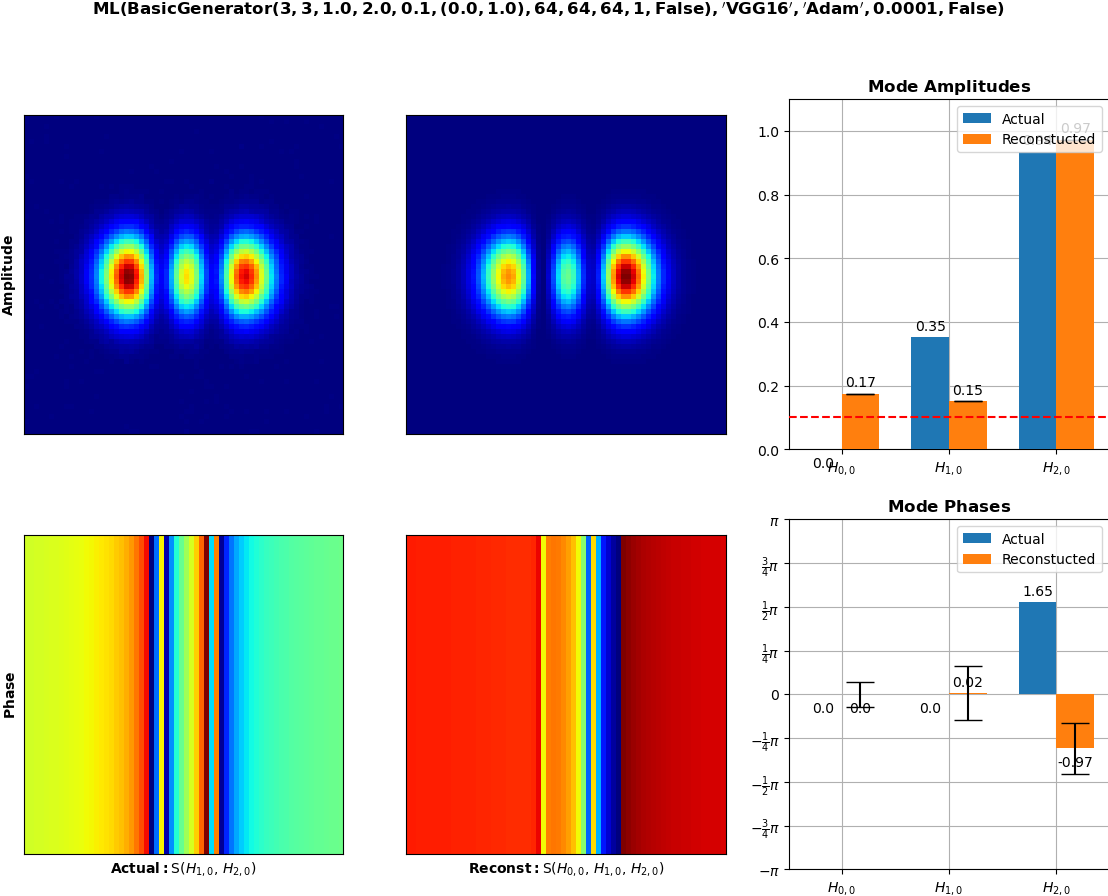 ML(BasicGenerator(3, 3, 1.0, 2.0, 0.1, (0.0, 1.0), 64, 64, 64, 1, False), 'VGG16', 'Adam', 0.0001, False)
Amplitude
Mode Amplitudes
Actual
Reconstucted
1.0
0.8
0.6
0.4
0.2
0.0
0.0
0.17
0.35
0.15
0.97
H0,0
H1,0
H2,0
Phase
Actual: S(H1,0, H2,0)
Reconst: S(H0,0, H1,0, H2,0)
Mode Phases
Actual
Reconstucted
π
3/4π
1/2π
1/4π
0
−1/4π
−1/2π
−3/4π
−π
0.0
0.0
0.0
0.02
1.65
-0.97
H0,0
H1,0
H2,0